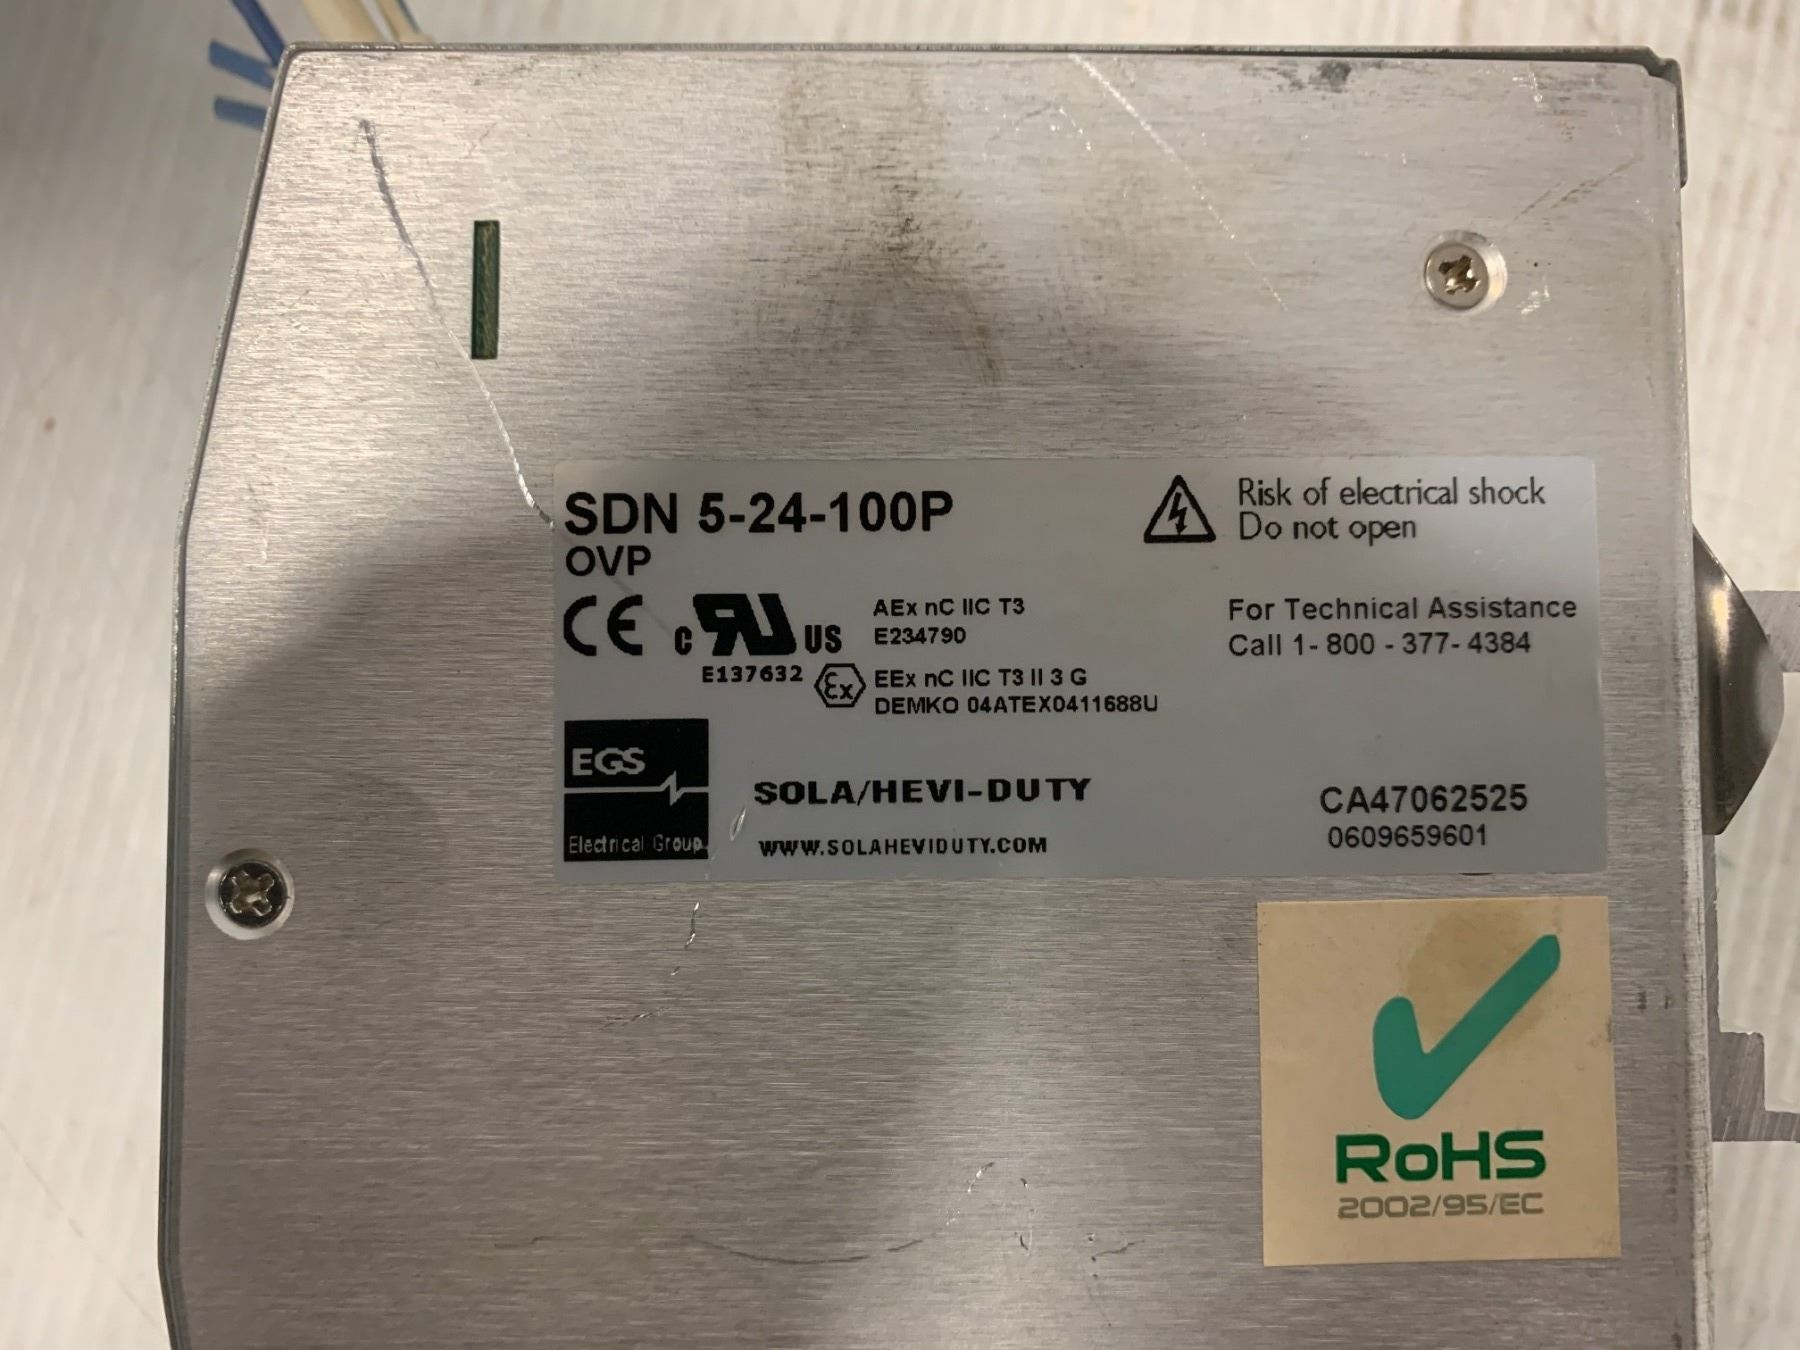 SDN 5-24-100P
OVP
Risk of electrical shock
Do not open
CE
c RU US
E137632
AEx nC IIC T3
E234790
Ex
EEx nC IIC T3 II 3 G
DEMKO 04ATEX0411688U
For Technical Assistance
Call 1-800-377-4384
EGS
Electrical Group
SOLA/HEVI-DUTY
WWW.SOLAHEVIDUTY.COM
CA47062525
0609659601
RoHS
2002/95/EC